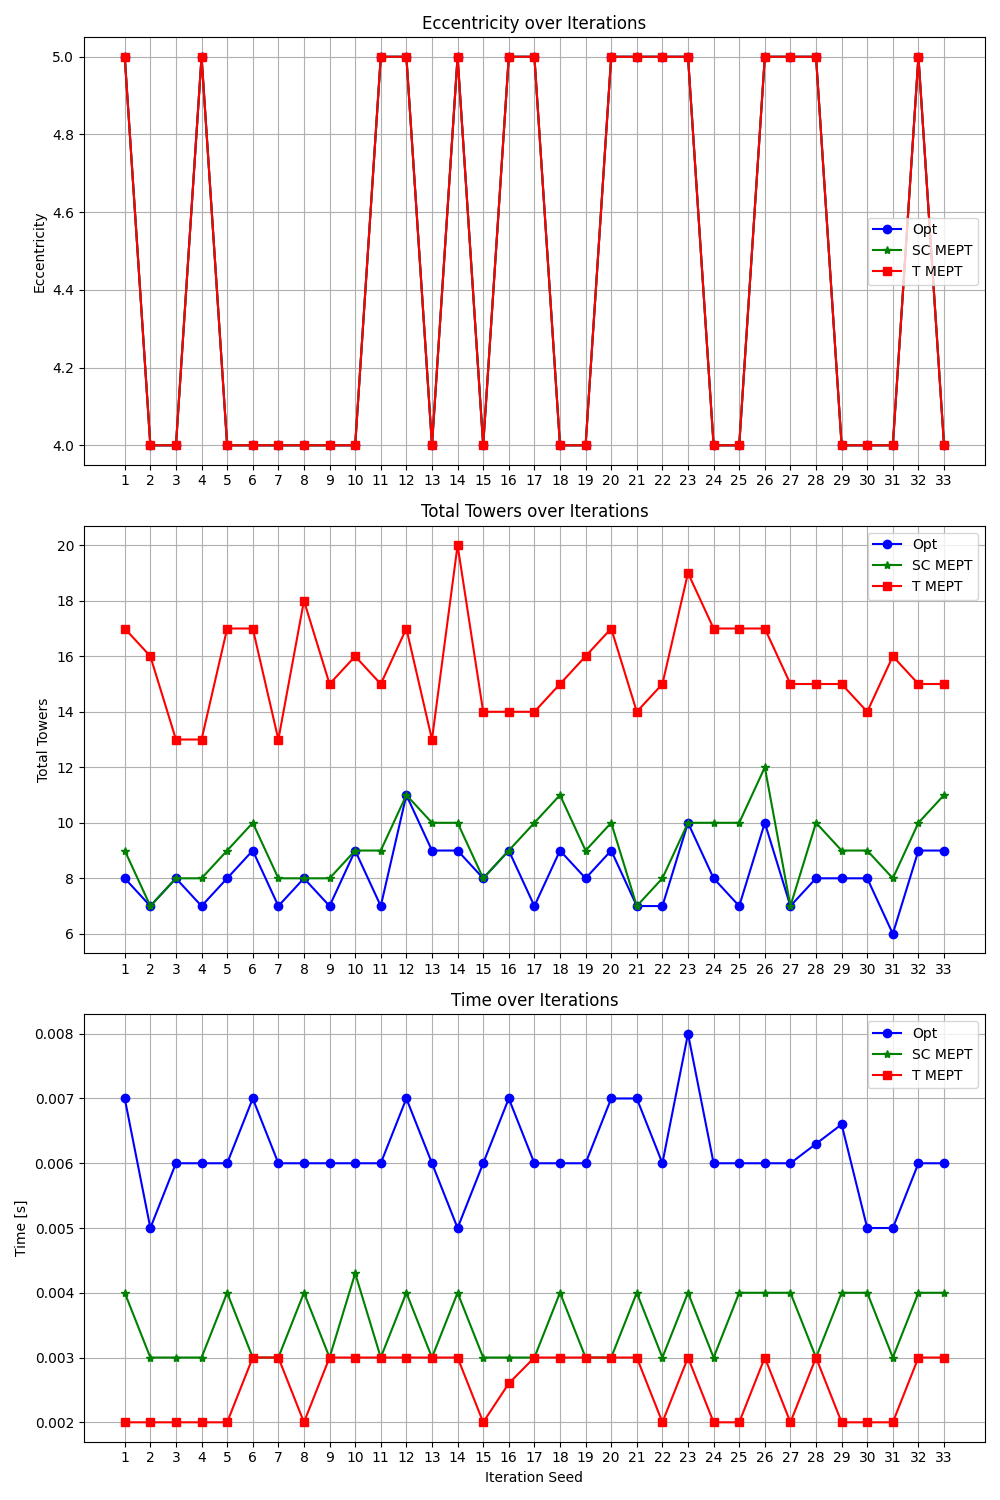 Eccentricity over Iterations
5.0
4.8
4.6
4.4
4.2
4.0
Eccentricity
Opt
SC MEPT
T MEPT
1 2 3 4 5 6 7 8 9 10 11 12 13 14 15 16 17 18 19 20 21 22 23 24 25 26 27 28 29 30 31 32 33
Total Towers over Iterations
20
18
16
14
12
10
8
6
Total Towers
Opt
SC MEPT
T MEPT
1 2 3 4 5 6 7 8 9 10 11 12 13 14 15 16 17 18 19 20 21 22 23 24 25 26 27 28 29 30 31 32 33
Time over Iterations
0.008
0.007
0.006
0.005
0.004
0.003
0.002
Time [s]
Opt
SC MEPT
T MEPT
1 2 3 4 5 6 7 8 9 10 11 12 13 14 15 16 17 18 19 20 21 22 23 24 25 26 27 28 29 30 31 32 33
Iteration Seed